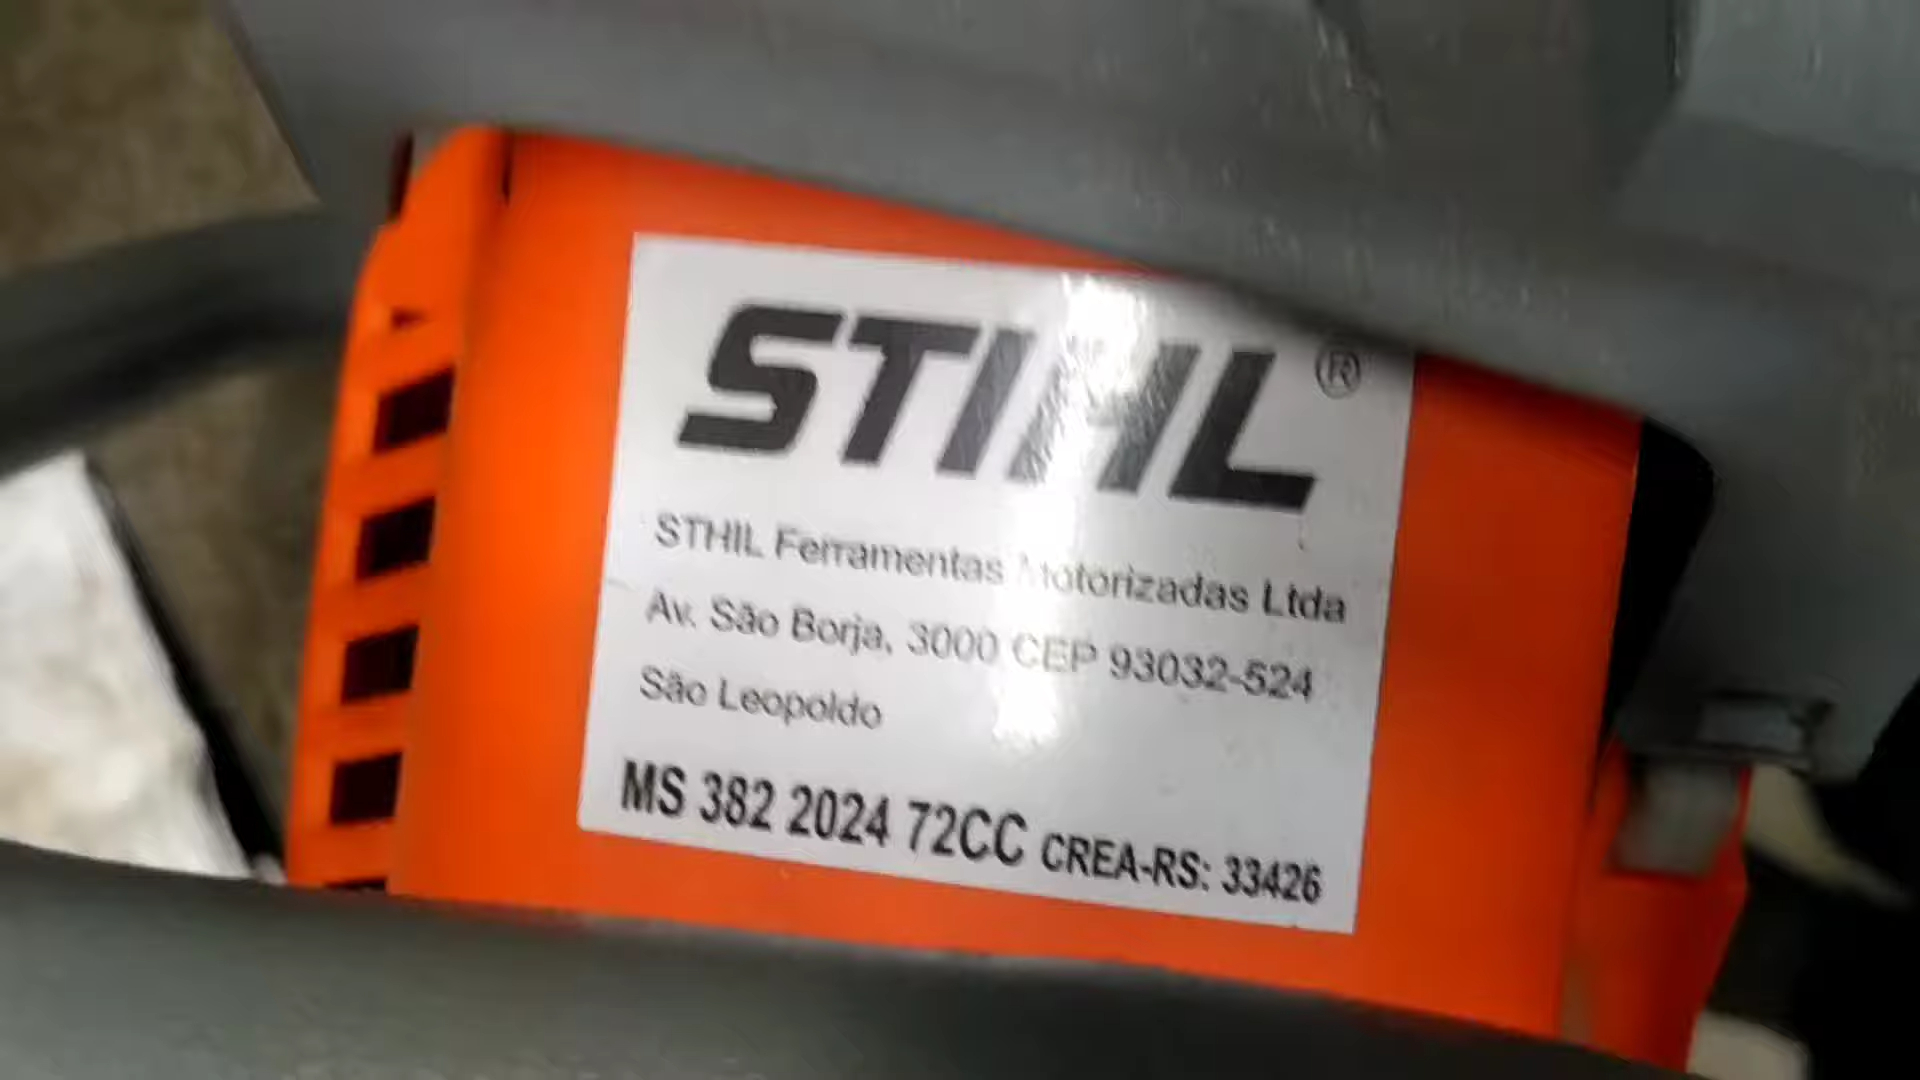 STIHL®
STHIL Ferramentas Motorizadas Ltda
Av. São Borja, 3000 CEP 93032-524
São Leopoldo
MS 382 2024 72CC CREA-RS: 33426